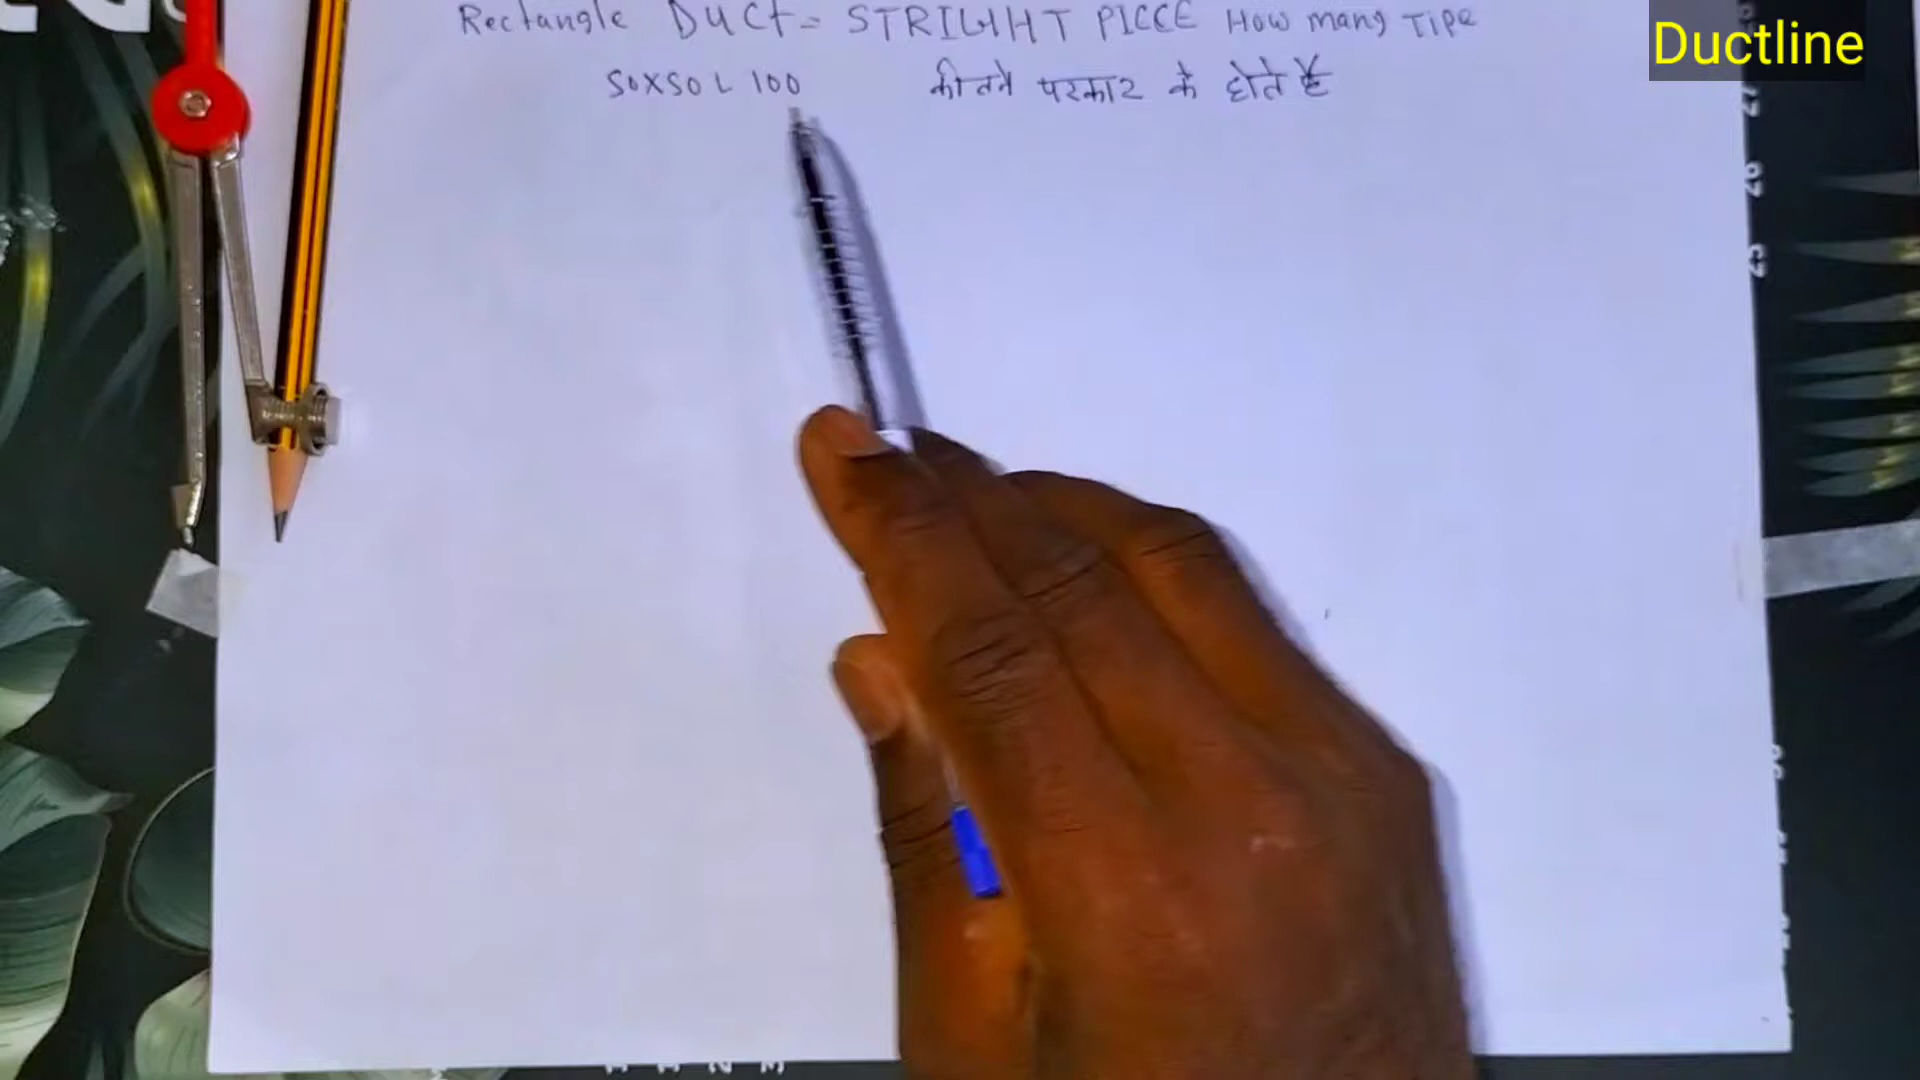 Rectangle Duct = STRIGHT PICCE How many Tipe
50X50 L 100 कीतने परकार के होते है
Ductline